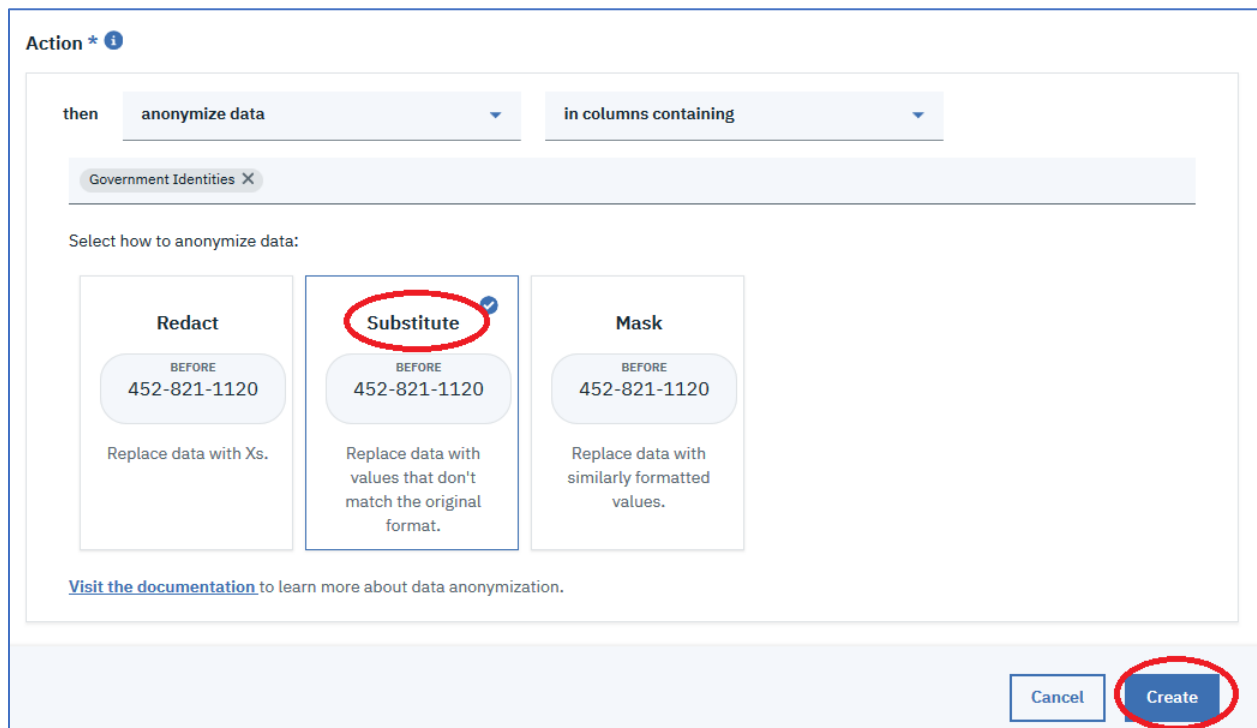 Action * i
then anonymize data in columns containing
Government Identities ×
Select how to anonymize data:
Redact
BEFORE
452-821-1120
Replace data with Xs.
Substitute
BEFORE
452-821-1120
Replace data with
values that don't
match the original
format.
Mask
BEFORE
452-821-1120
Replace data with
similarly formatted
values.
Visit the documentation to learn more about data anonymization.
Cancel Create